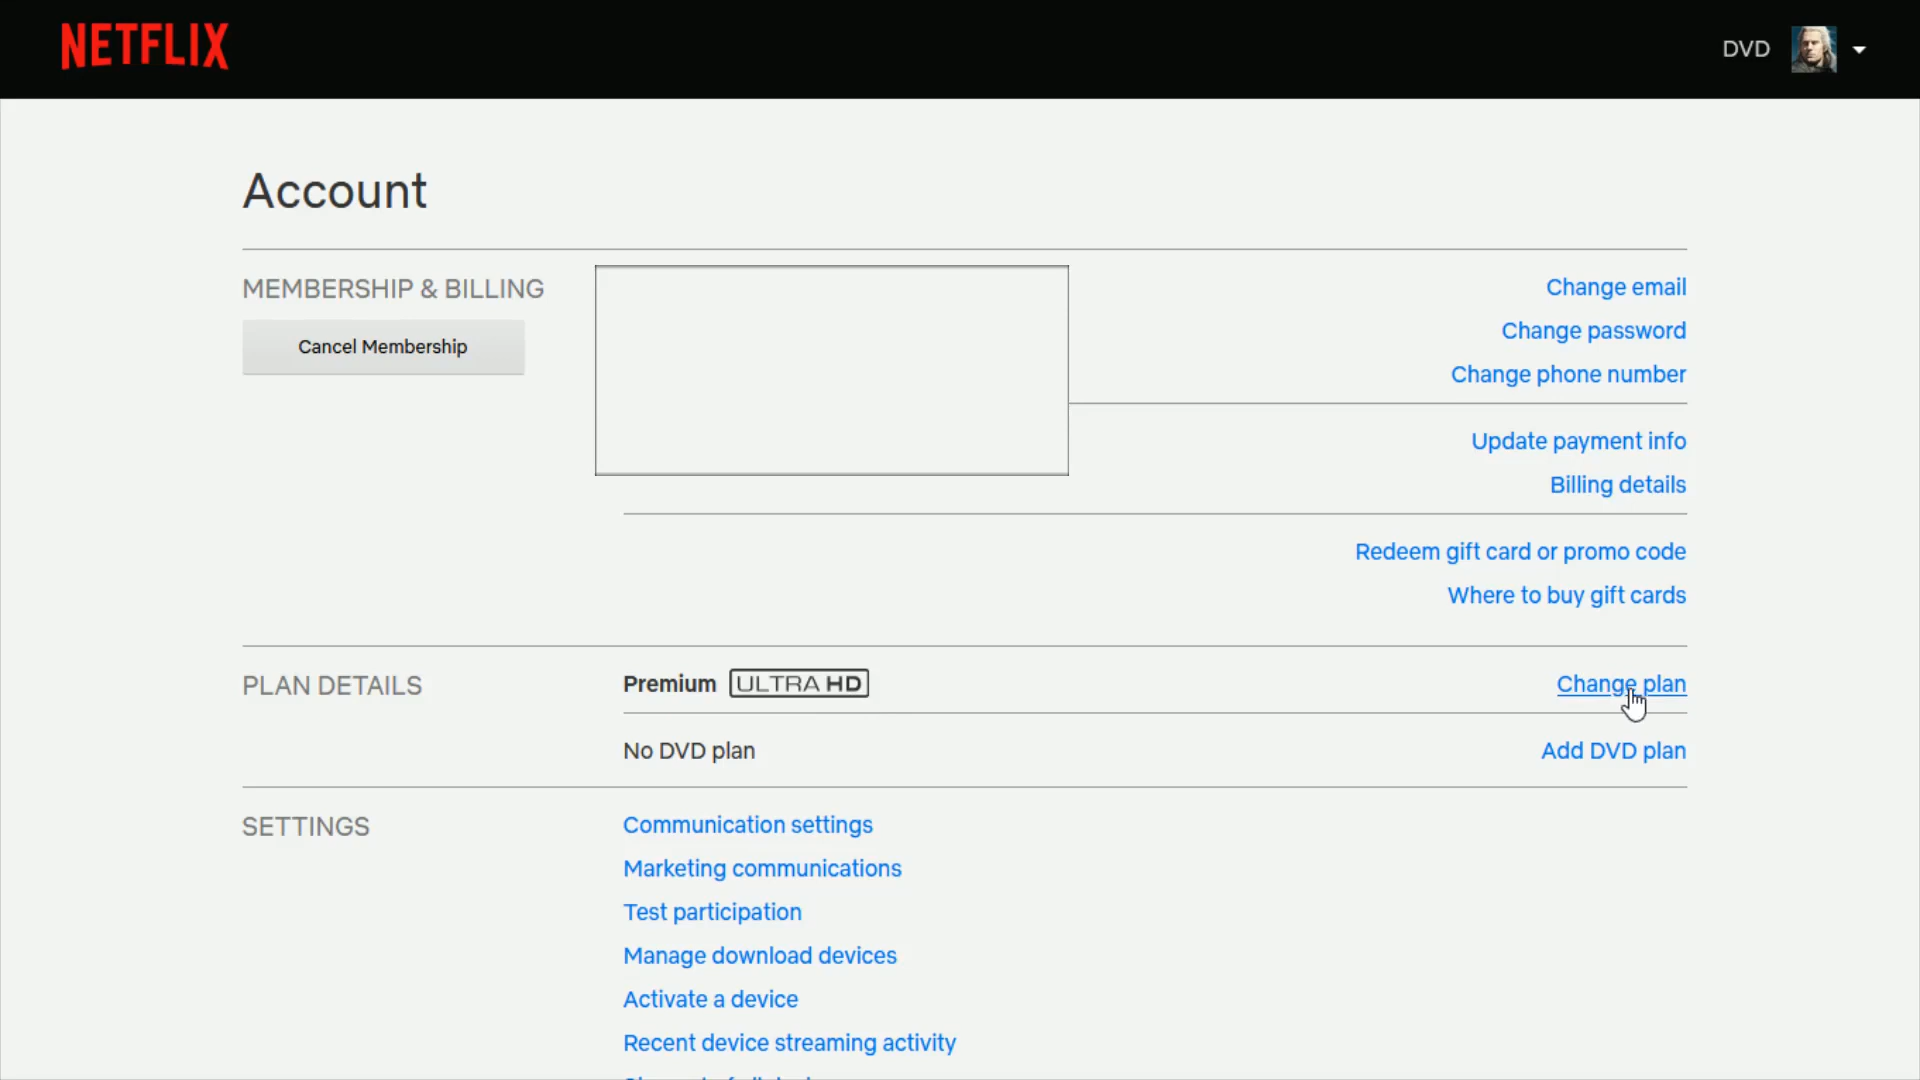 NETFLIX
DVD
Account
MEMBERSHIP & BILLING
Cancel Membership
Change email
Change password
Change phone number
Update payment info
Billing details
Redeem gift card or promo code
Where to buy gift cards
PLAN DETAILS
Premium ULTRA HD
Change plan
No DVD plan
Add DVD plan
SETTINGS
Communication settings
Marketing communications
Test participation
Manage download devices
Activate a device
Recent device streaming activity